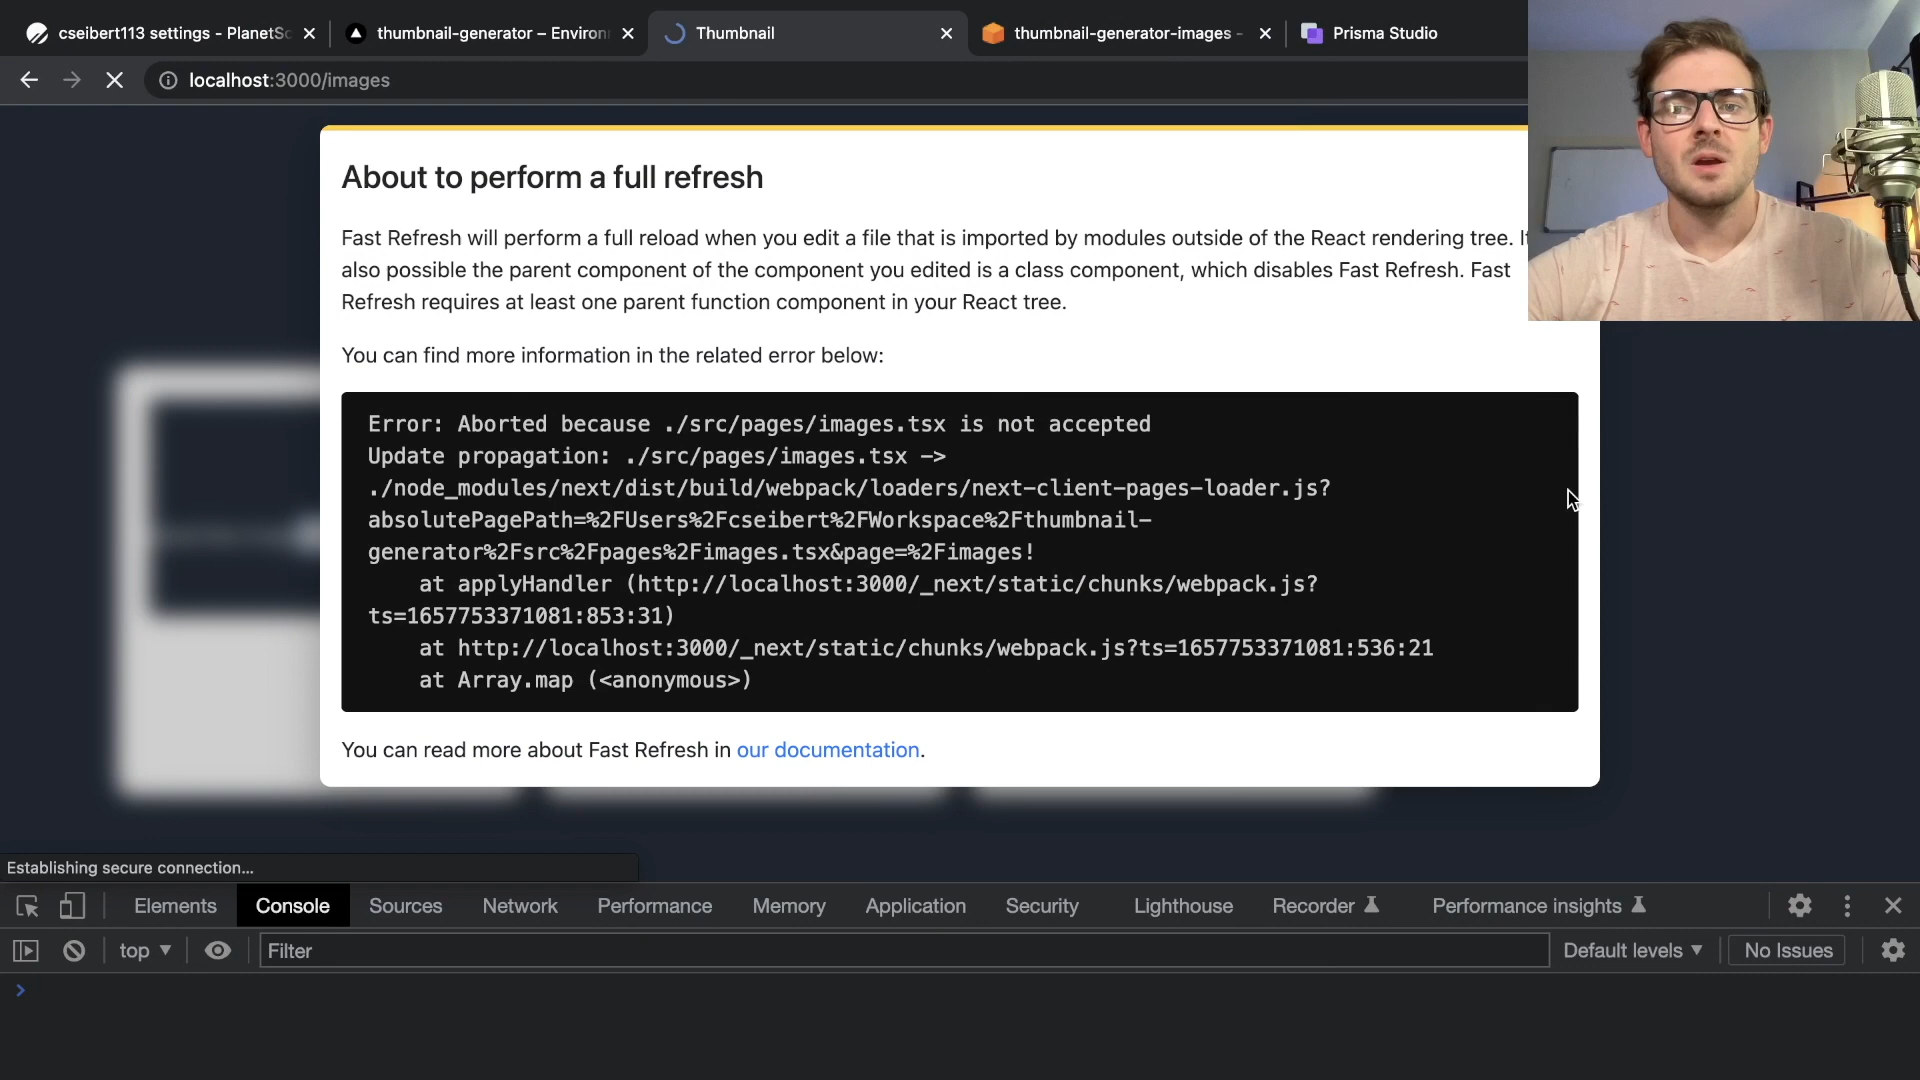 cseibert113 settings - PlanetSc
thumbnail-generator – Environ
Thumbnail
thumbnail-generator-images -
Prisma Studio
localhost:3000/images
About to perform a full refresh
Fast Refresh will perform a full reload when you edit a file that is imported by modules outside of the React rendering tree. It
also possible the parent component of the component you edited is a class component, which disables Fast Refresh. Fast
Refresh requires at least one parent function component in your React tree.
You can find more information in the related error below:
Error: Aborted because ./src/pages/images.tsx is not accepted
Update propagation: ./src/pages/images.tsx ->
./node_modules/next/dist/build/webpack/loaders/next-client-pages-loader.js?
absolutePagePath=%2FUsers%2Fcseibert%2FWorkspace%2Fthumbnail-
generator%2Fsrc%2Fpages%2Fimages.tsx&page=%2Fimages!
at applyHandler (http://localhost:3000/_next/static/chunks/webpack.js?
ts=1657753371081:853:31)
at http://localhost:3000/_next/static/chunks/webpack.js?ts=1657753371081:536:21
at Array.map (<anonymous>)
You can read more about Fast Refresh in our documentation.
Establishing secure connection...
Elements Console Sources Network Performance Memory Application Security Lighthouse Recorder Performance insights
top Filter Default levels No Issues